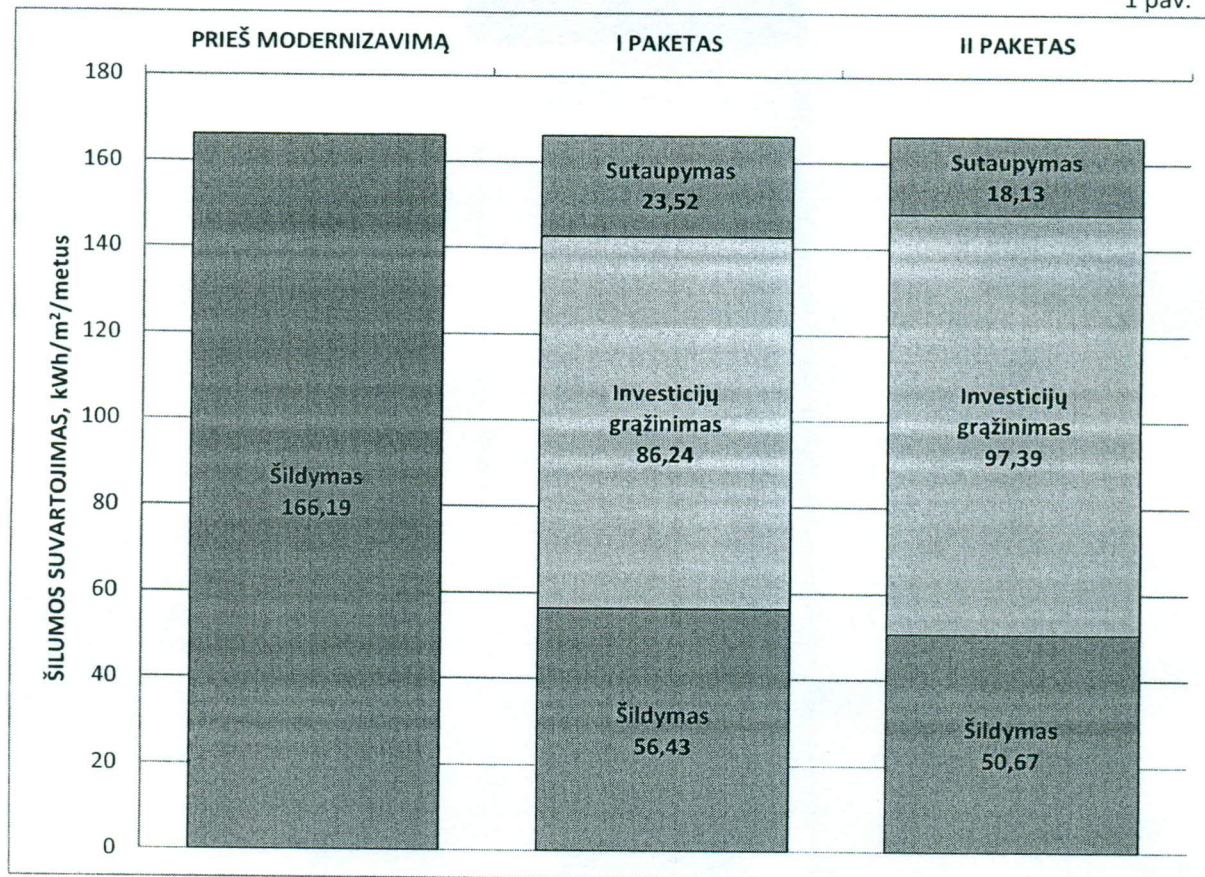 1 pav.
PRIEŠ MODERNIZAVIMĄ
I PAKETAS
II PAKETAS
ŠILUMOS SUVARTOJIMAS, kWh/m²/metus
180
160
140
120
100
80
60
40
20
0
Šildymas
166,19
Sutaupymas
23,52
Investicijų
grąžinimas
86,24
Šildymas
56,43
Sutaupymas
18,13
Investicijų
grąžinimas
97,39
Šildymas
50,67